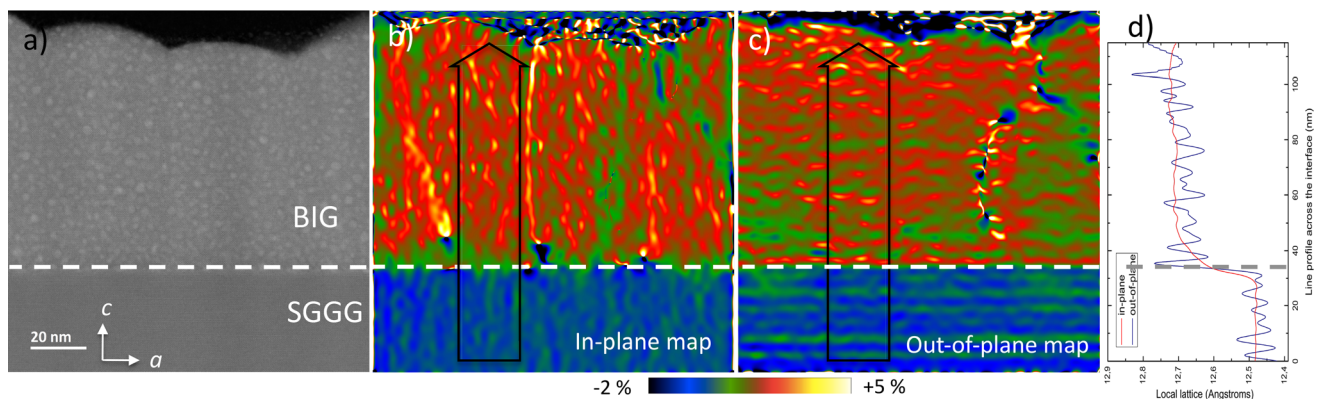 a)
BIG
SGGG
c
a
20 nm
b)
In-plane map
c)
Out-of-plane map
-2 %
+5 %
d)
in-plane
out-of-plane
0
20
40
60
80
100
Line profile across the interface (nm)
12.9
12.8
12.7
12.6
12.5
12.4
Local lattice (Angstroms)